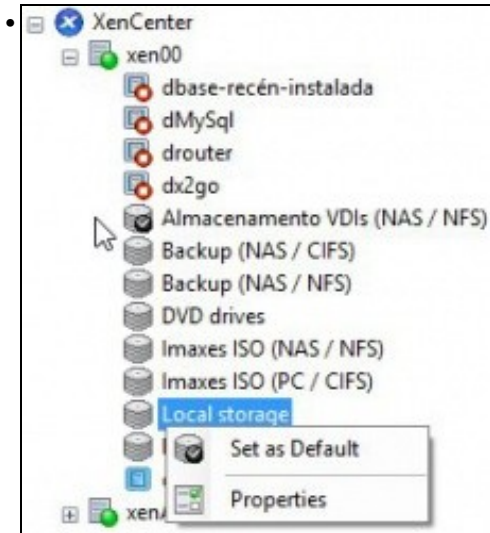 XenCenter
xen00
dbase-recén-instalada
dMySql
drouter
dx2go
Almacenamento VDIs (NAS / NFS)
Backup (NAS / CIFS)
Backup (NAS / NFS)
DVD drives
Imaxes ISO (NAS / NFS)
Imaxes ISO (PC / CIFS)
Local storage
Set as Default
Properties